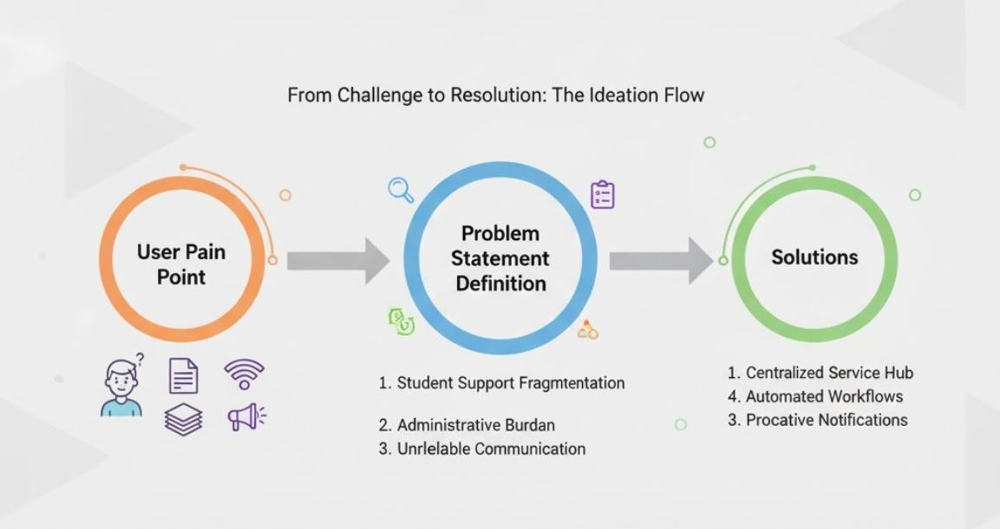 From Challenge to Resolution: The Ideation Flow
User Pain
Point
Problem
Statement
Definition
Solutions
?
1. Student Support Fragmtentation
2. Administrative Burdan
3. Unrlelable Communication
1. Centralized Service Hub
4. Automated Workflows
3. Procative Notifications